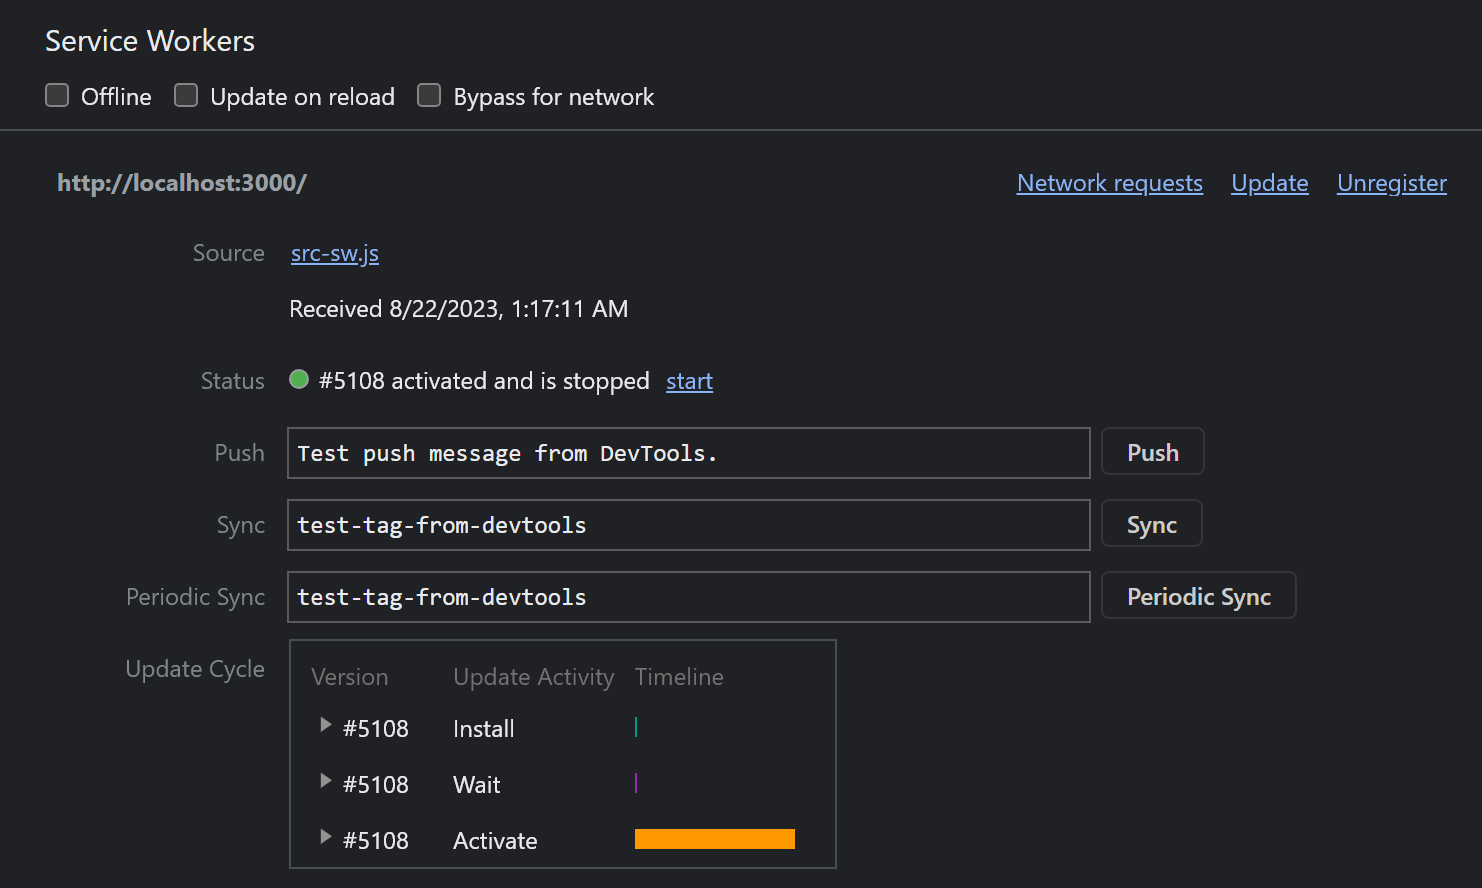 Service Workers
Offline Update on reload Bypass for network
http://localhost:3000/ Network requests Update Unregister
Source src-sw.js
Received 8/22/2023, 1:17:11 AM
Status #5108 activated and is stopped start
Push Test push message from DevTools. Push
Sync test-tag-from-devtools Sync
Periodic Sync test-tag-from-devtools Periodic Sync
Update Cycle Version Update Activity Timeline
#5108 Install
#5108 Wait
#5108 Activate